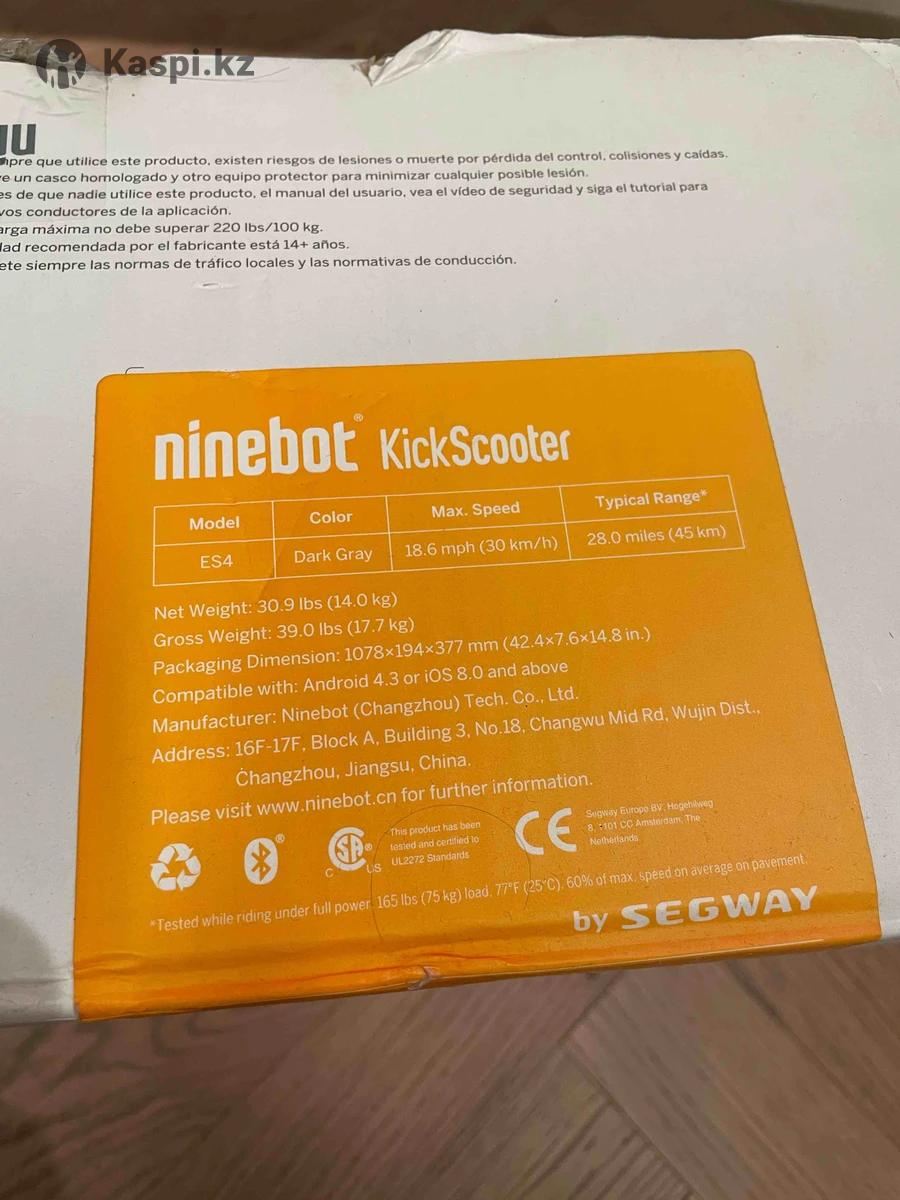 Kaspi.kz
que utilice este producto, existen riesgos de lesiones o muerte por pérdida del control, colisiones y caídas.
un casco homologado y otro equipo protector para minimizar cualquier posible lesión.
de que nadie utilice este producto, el manual del usuario, vea el vídeo de seguridad y siga el tutorial para
conductores de la aplicación.
máxima no debe superar 220 lbs/100 kg.
recomendada por el fabricante está 14+ años.
siempre las normas de tráfico locales y las normativas de conducción.
ninebot® KickScooter
Model Color Max. Speed Typical Range*
ES4 Dark Gray 18.6 mph (30 km/h) 28.0 miles (45 km)
Net Weight: 30.9 lbs (14.0 kg)
Gross Weight: 39.0 lbs (17.7 kg)
Packaging Dimension: 1078×194×377 mm (42.4×7.6×14.8 in.)
Compatible with: Android 4.3 or iOS 8.0 and above
Manufacturer: Ninebot (Changzhou) Tech. Co., Ltd.
Address: 16F-17F, Block A, Building 3, No.18, Changwu Mid Rd, Wujin Dist.,
Changzhou, Jiangsu, China.
Please visit www.ninebot.cn for further information.
® C SA® US
This product has been
tested and certified to
UL2272 Standards
CE
Segway Europe BV, Hogehilweg
8, CC Amsterdam, The
Netherlands
*Tested while riding under full power, 165 lbs (75 kg) load, 77°F (25°C), 60% of max. speed on average on pavement.
by SEGWAY